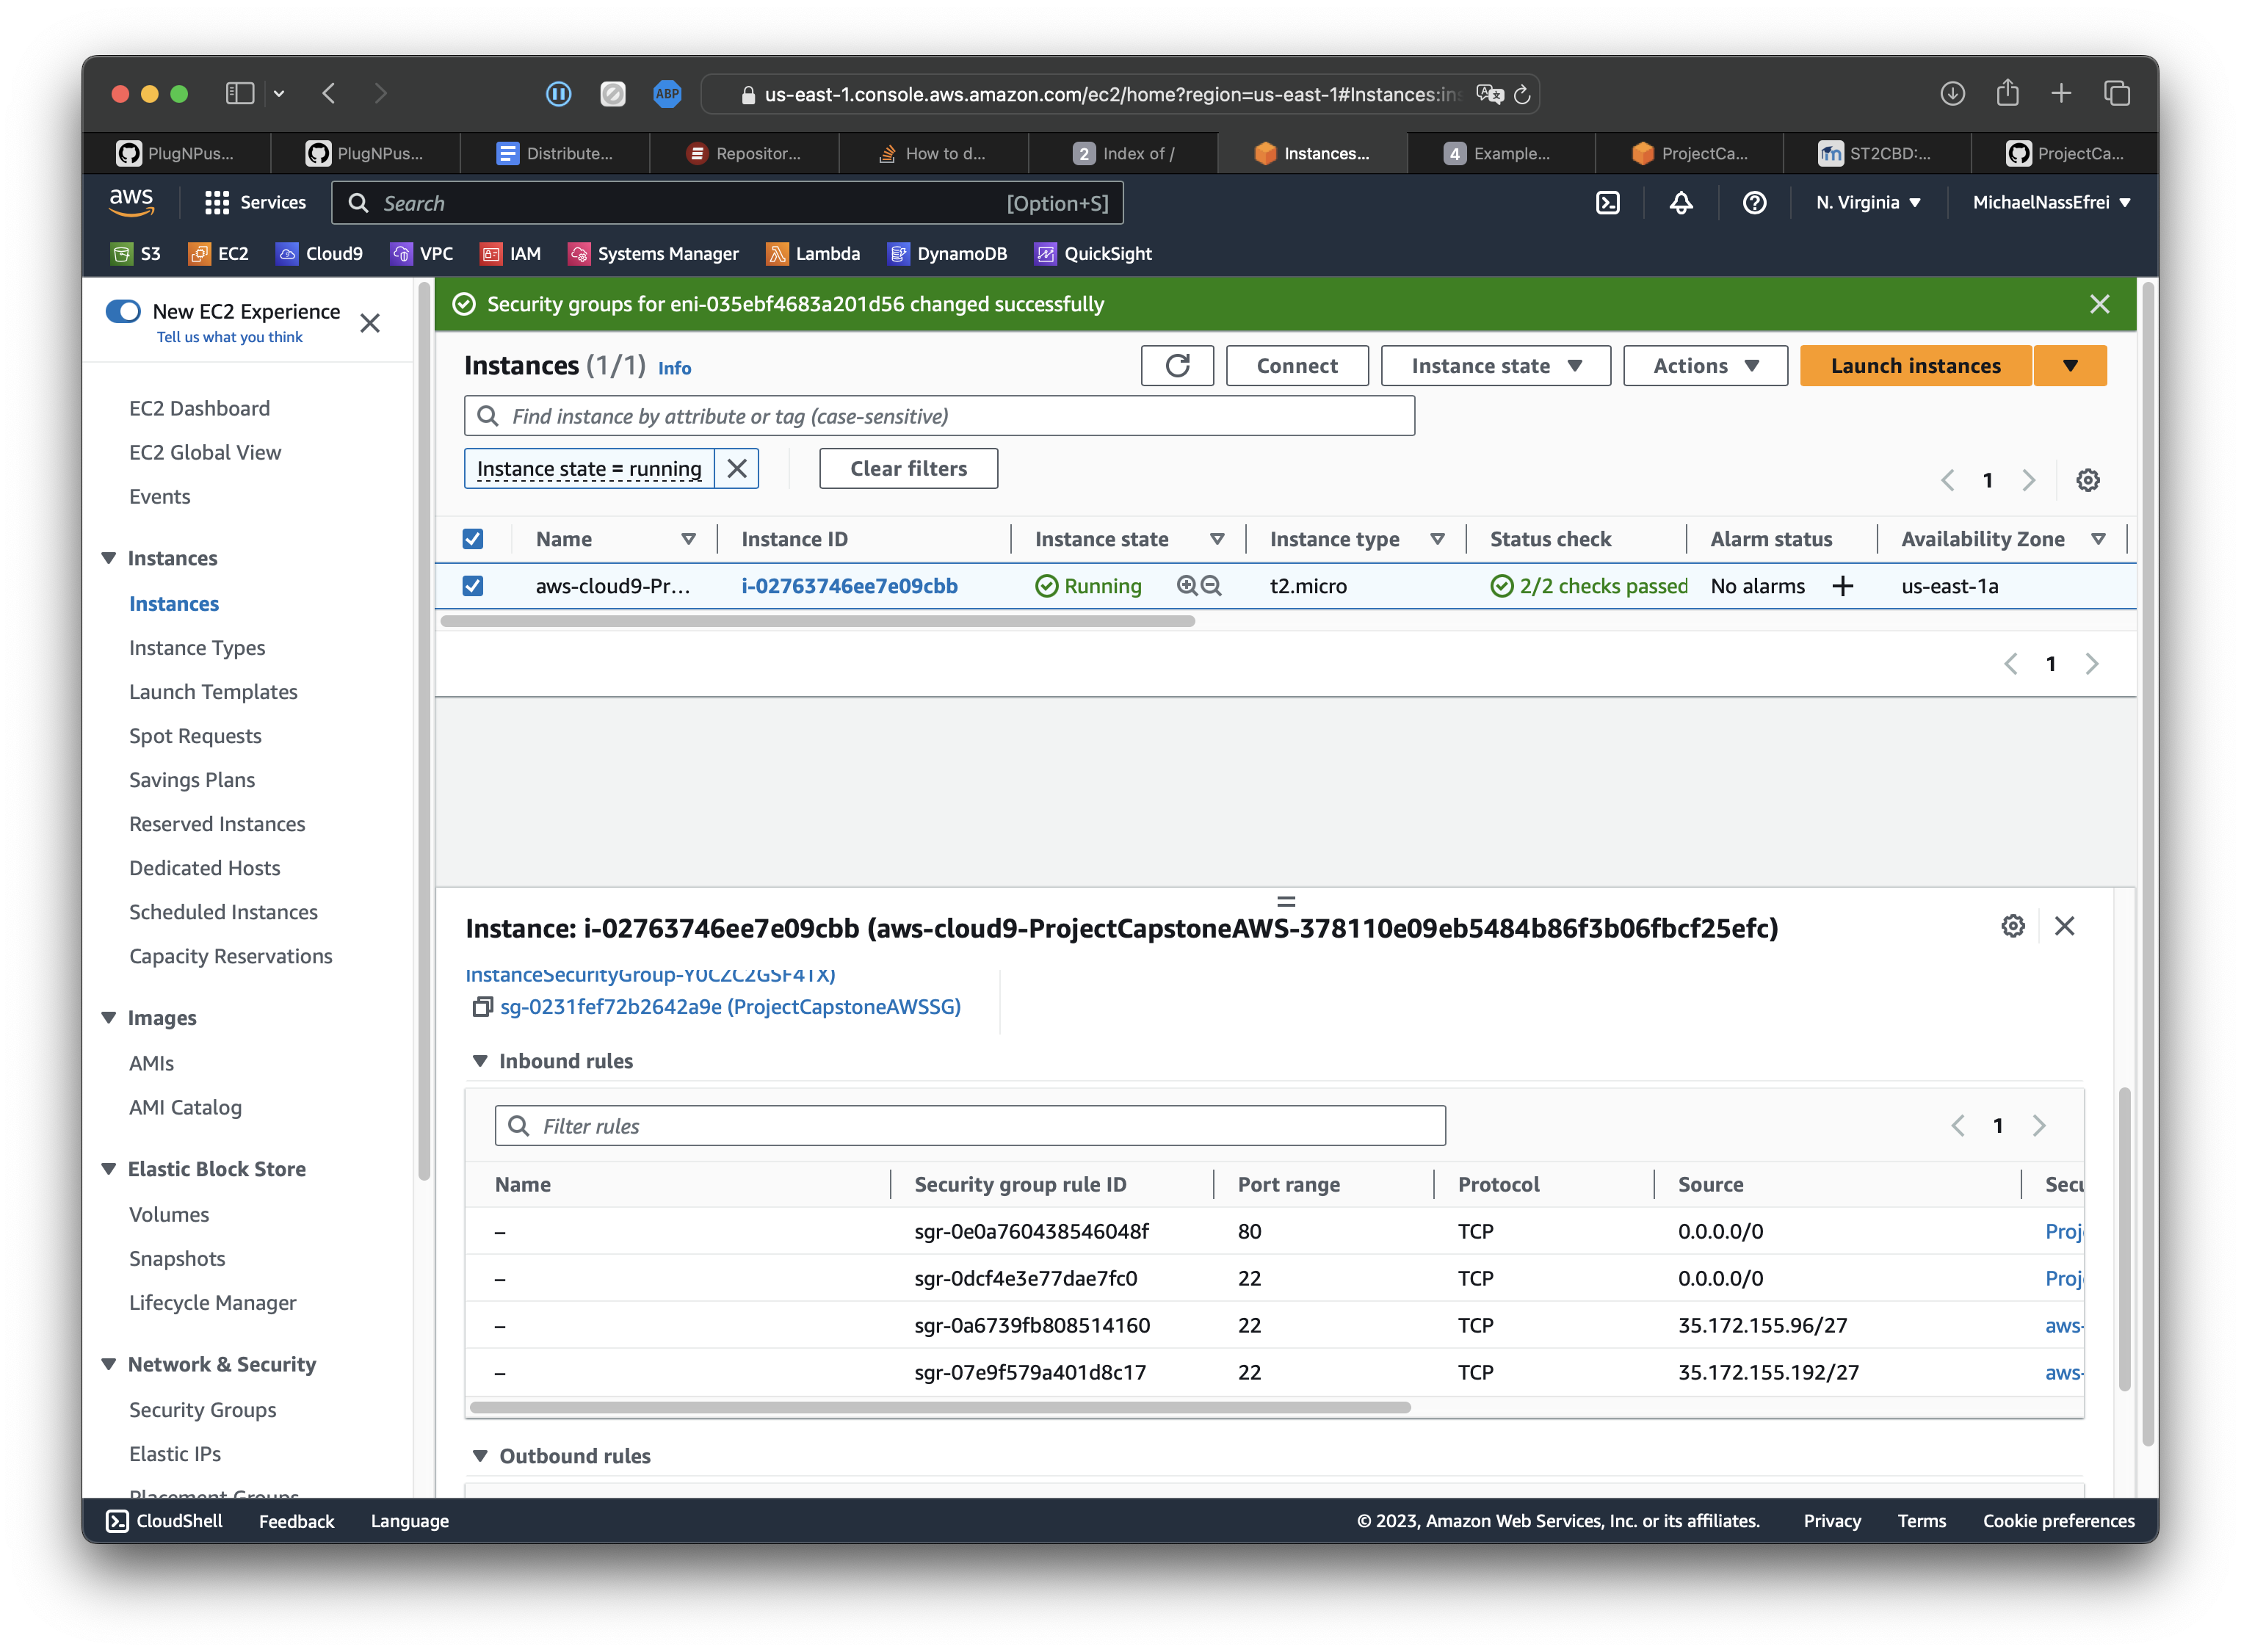 us-east-1.console.aws.amazon.com/ec2/home?region=us-east-1#Instances:in
PlugNPus... PlugNPus... Distribute... Repositor... How to d... 2 Index of / Instances... 4 Example... ProjectCa... ST2CBD:... ProjectCa...
aws Services Search [Option+S] N. Virginia MichaelNassEfrei
S3 EC2 Cloud9 VPC IAM Systems Manager Lambda DynamoDB QuickSight
New EC2 Experience
Tell us what you think
EC2 Dashboard
EC2 Global View
Events
Instances
Instances
Instance Types
Launch Templates
Spot Requests
Savings Plans
Reserved Instances
Dedicated Hosts
Scheduled Instances
Capacity Reservations
Images
AMIs
AMI Catalog
Elastic Block Store
Volumes
Snapshots
Lifecycle Manager
Network & Security
Security Groups
Elastic IPs
Placement Groups
Security groups for eni-035ebf4683a201d56 changed successfully
Instances (1/1) Info Connect Instance state Actions Launch instances
Find instance by attribute or tag (case-sensitive)
Instance state = running Clear filters
1
Name Instance ID Instance state Instance type Status check Alarm status Availability Zone
aws-cloud9-Pr... i-02763746ee7e09cbb Running t2.micro 2/2 checks passed No alarms + us-east-1a
1
Instance: i-02763746ee7e09cbb (aws-cloud9-ProjectCapstoneAWS-378110e09eb5484b86f3b06fbcf25efc)
InstanceSecurityGroup-Y0CZC2GSF4TX)
sg-0231fef72b2642a9e (ProjectCapstoneAWSSG)
Inbound rules
Filter rules
1
Name Security group rule ID Port range Protocol Source Secu
– sgr-0e0a760438546048f 80 TCP 0.0.0.0/0 Proj
– sgr-0dcf4e3e77dae7fc0 22 TCP 0.0.0.0/0 Proj
– sgr-0a6739fb808514160 22 TCP 35.172.155.96/27 aws-
– sgr-07e9f579a401d8c17 22 TCP 35.172.155.192/27 aws-
Outbound rules
CloudShell Feedback Language © 2023, Amazon Web Services, Inc. or its affiliates. Privacy Terms Cookie preferences